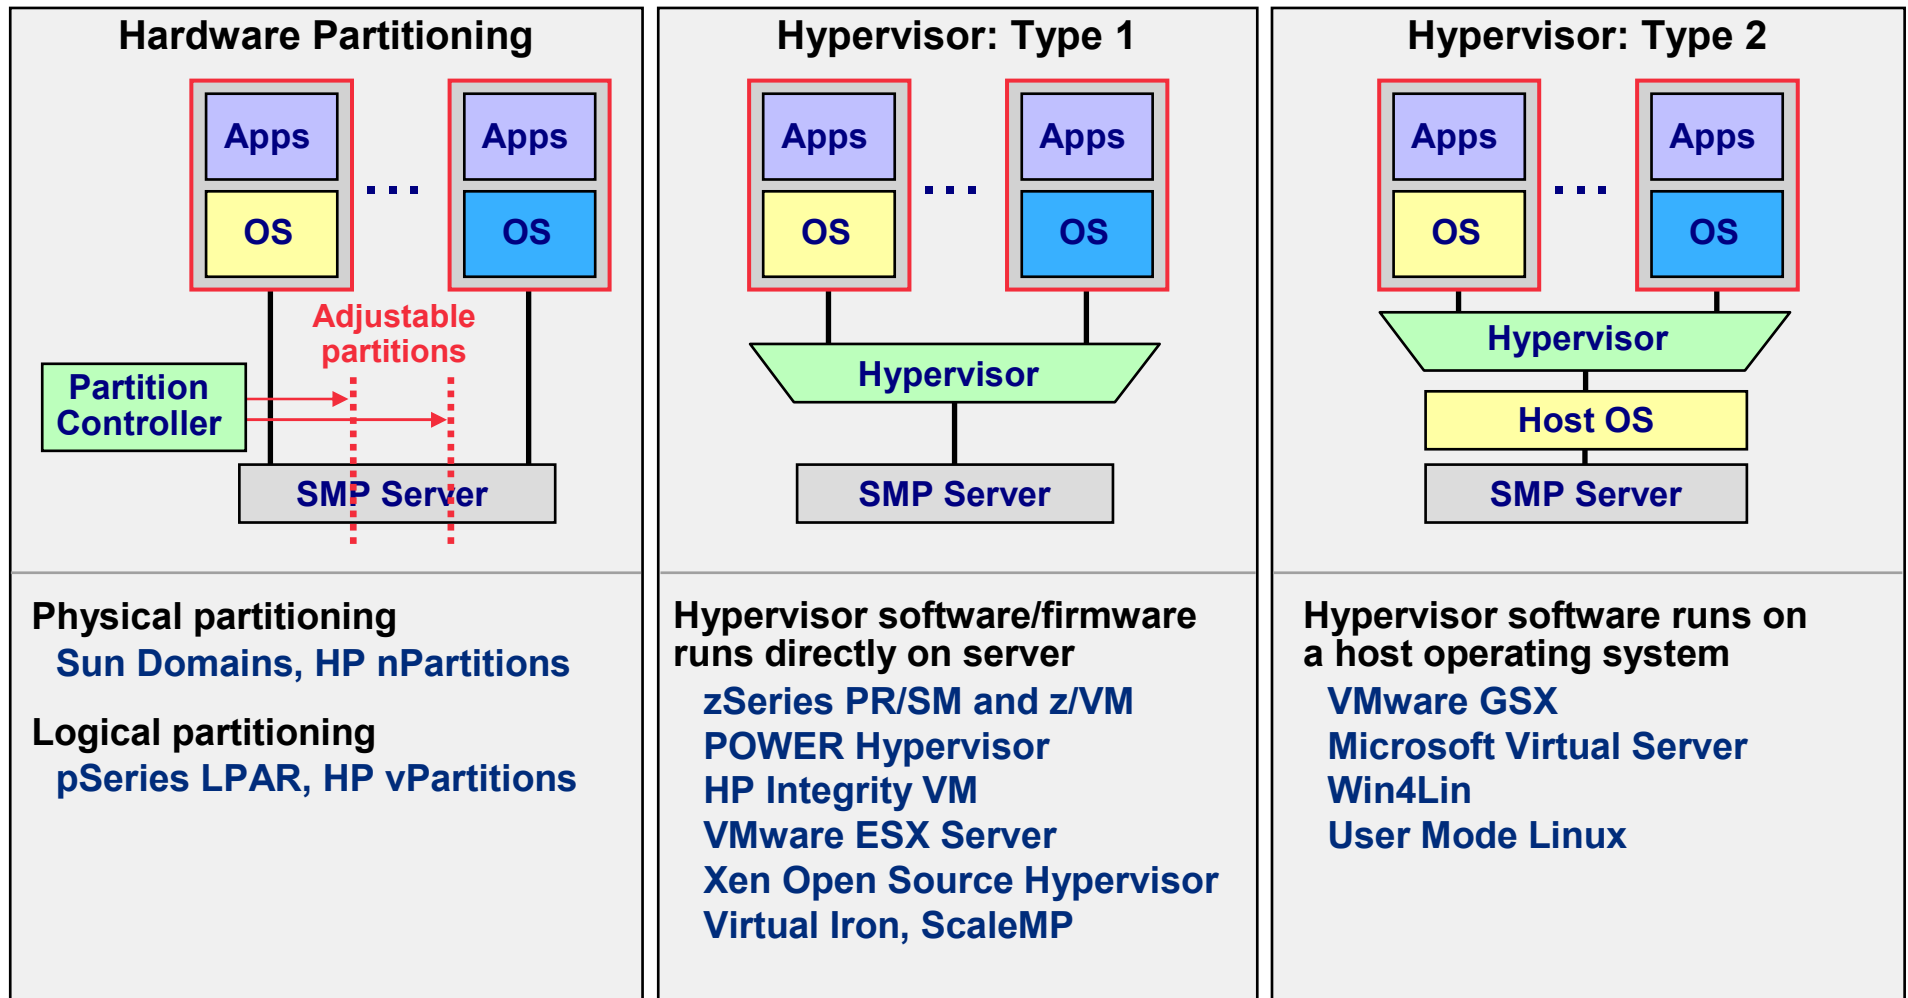 Hardware Partitioning
Apps
Apps
OS
OS
Adjustable
partitions
Partition
Controller
SMP Server
Physical partitioning
Sun Domains, HP nPartitions
Logical partitioning
pSeries LPAR, HP vPartitions
Hypervisor: Type 1
Apps
Apps
OS
OS
Hypervisor
SMP Server
Hypervisor software/firmware
runs directly on server
zSeries PR/SM and z/VM
POWER Hypervisor
HP Integrity VM
VMware ESX Server
Xen Open Source Hypervisor
Virtual Iron, ScaleMP
Hypervisor: Type 2
Apps
Apps
OS
OS
Hypervisor
Host OS
SMP Server
Hypervisor software runs on
a host operating system
VMware GSX
Microsoft Virtual Server
Win4Lin
User Mode Linux